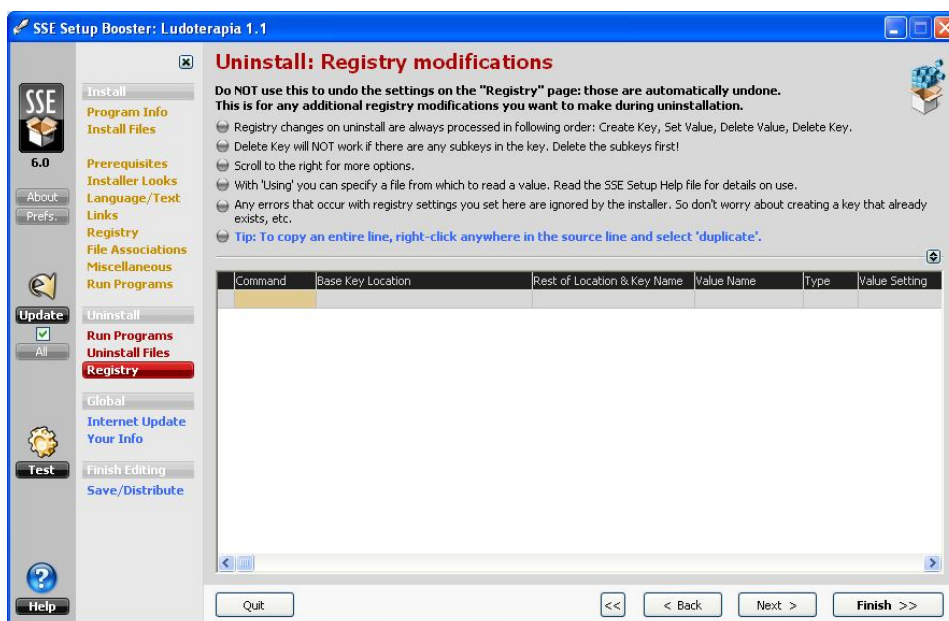 SSE Setup Booster: Ludoterapia 1.1
SSE
6.0
About
Prefs.
Update
All
Test
Help
Install
Program Info
Install Files
Prerequisites
Installer Looks
Language/Text
Links
Registry
File Associations
Miscellaneous
Run Programs
Uninstall
Run Programs
Uninstall Files
Registry
Global
Internet Update
Your Info
Finish Editing
Save/Distribute
Uninstall: Registry modifications
Do NOT use this to undo the settings on the "Registry" page: those are automatically undone.
This is for any additional registry modifications you want to make during uninstallation.
Registry changes on uninstall are always processed in following order: Create Key, Set Value, Delete Value, Delete Key.
Delete Key will NOT work if there are any subkeys in the key. Delete the subkeys first!
Scroll to the right for more options.
With 'Using' you can specify a file from which to read a value. Read the SSE Setup Help file for details on use.
Any errors that occur with registry settings you set here are ignored by the installer. So don't worry about creating a key that already
exists, etc.
Tip: To copy an entire line, right-click anywhere in the source line and select 'duplicate'.
Command Base Key Location Rest of Location & Key Name Value Name Type Value Setting
Quit << < Back Next > Finish >>